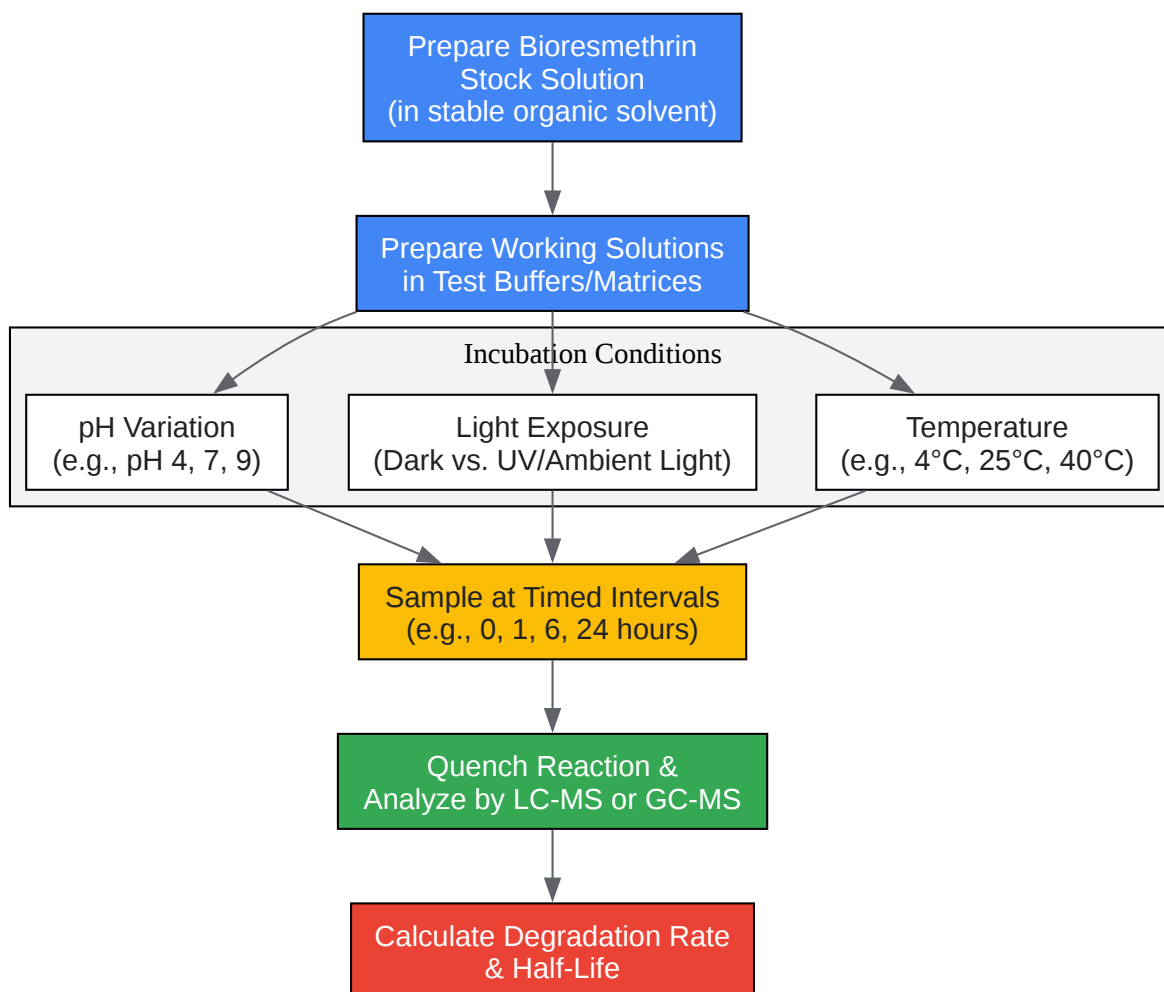 Prepare Bioresmethrin
Stock Solution
(in stable organic solvent)
Prepare Working Solutions
in Test Buffers/Matrices
Incubation Conditions
pH Variation
(e.g., pH 4, 7, 9)
Light Exposure
(Dark vs. UV/Ambient Light)
Temperature
(e.g., 4°C, 25°C, 40°C)
Sample at Timed Intervals
(e.g., 0, 1, 6, 24 hours)
Quench Reaction &
Analyze by LC-MS or GC-MS
Calculate Degradation Rate
& Half-Life